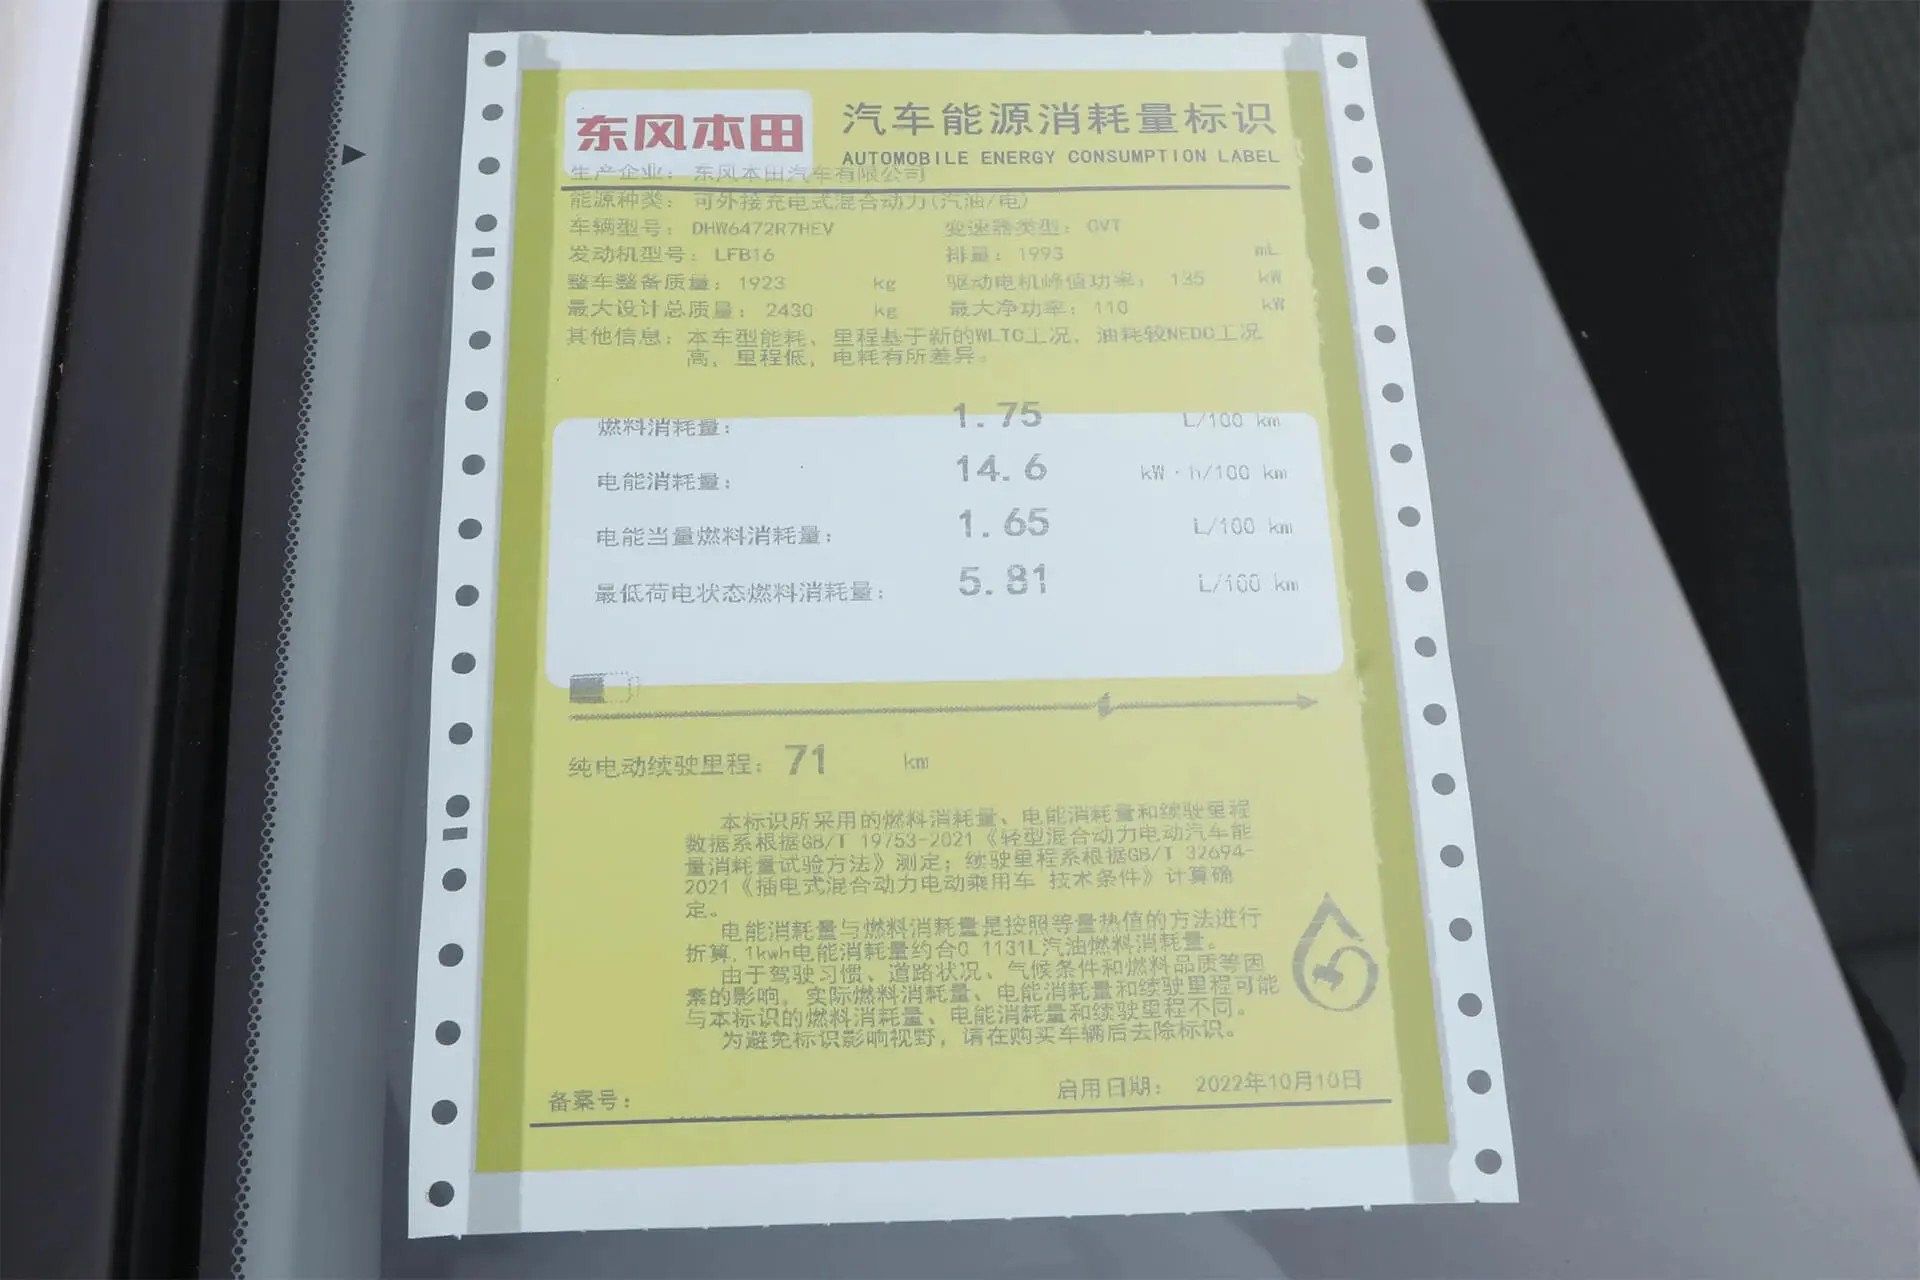 东风本田
汽车能源消耗量标识
AUTOMOBILE ENERGY CONSUMPTION LABEL
生产企业: 东风本田汽车有限公司
能源种类: 可外接充电式混合动力(汽油/电)
车辆型号: DHW6472R7HEV 变速器类型: CVT
发动机型号: LFB16 排量: 1993 mL
整车整备质量: 1923 kg 驱动电机峰值功率: 135 kW
最大设计总质量: 2430 kg 最大净功率: 110 kW
其他信息: 本车型能耗、里程基于新的WLTC工况, 油耗较NEDC工况
高, 里程低, 电耗有所差异。
燃料消耗量: 1.75 L/100 km
电能消耗量: 14.6 kW·h/100 km
电能当量燃料消耗量: 1.65 L/100 km
最低荷电状态燃料消耗量: 5.81 L/100 km
纯电动续驶里程: 71 km
本标识所采用的燃料消耗量、电能消耗量和续驶里程
数据系根据GB/T 19753-2021《轻型混合动力电动汽车能
量消耗量试验方法》测定; 续驶里程系根据GB/T 32694-
2021《插电式混合动力电动乘用车 技术条件》计算确
定。
电能消耗量与燃料消耗量是按照等量热值的方法进行
折算,1kwh电能消耗量约合0 1131L汽油燃料消耗量。
由于驾驶习惯、道路状况、气候条件和燃料品质等因
素的影响, 实际燃料消耗量、电能消耗量和续驶里程可能
与本标识的燃料消耗量、电能消耗量和续驶里程不同。
为避免标识影响视野, 请在购买车辆后去除标识。
备案号:
启用日期: 2022年10月10日